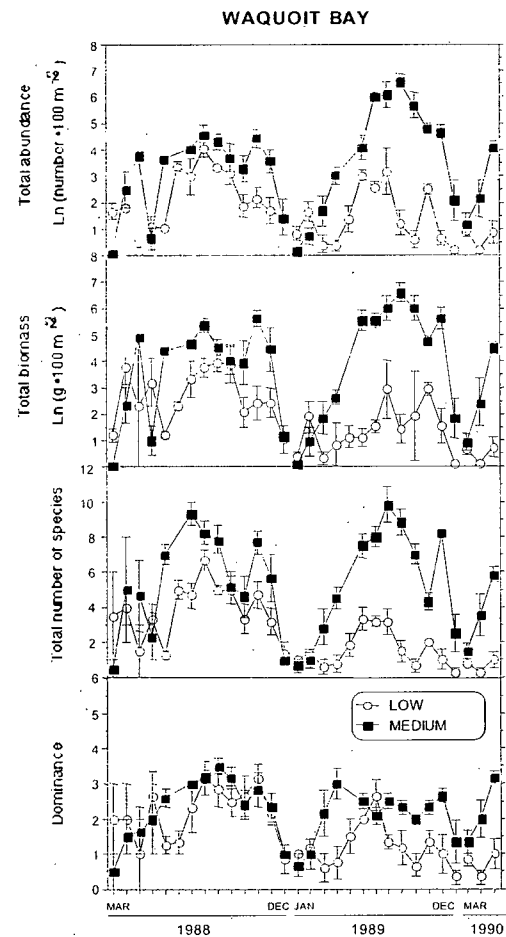 WAQUOIT BAY
Total abundance
Ln (number•100 m⁻²)
8
7
6
5
4
3
2
1
8
Total biomass
Ln (g•100 m⁻²)
7
6
5
4
3
2
1
12
Total number of species
10
8
6
4
2
6
Dominance
5
4
3
2
1
0
LOW
MEDIUM
MAR DEC JAN DEC MAR
1988 1989 1990